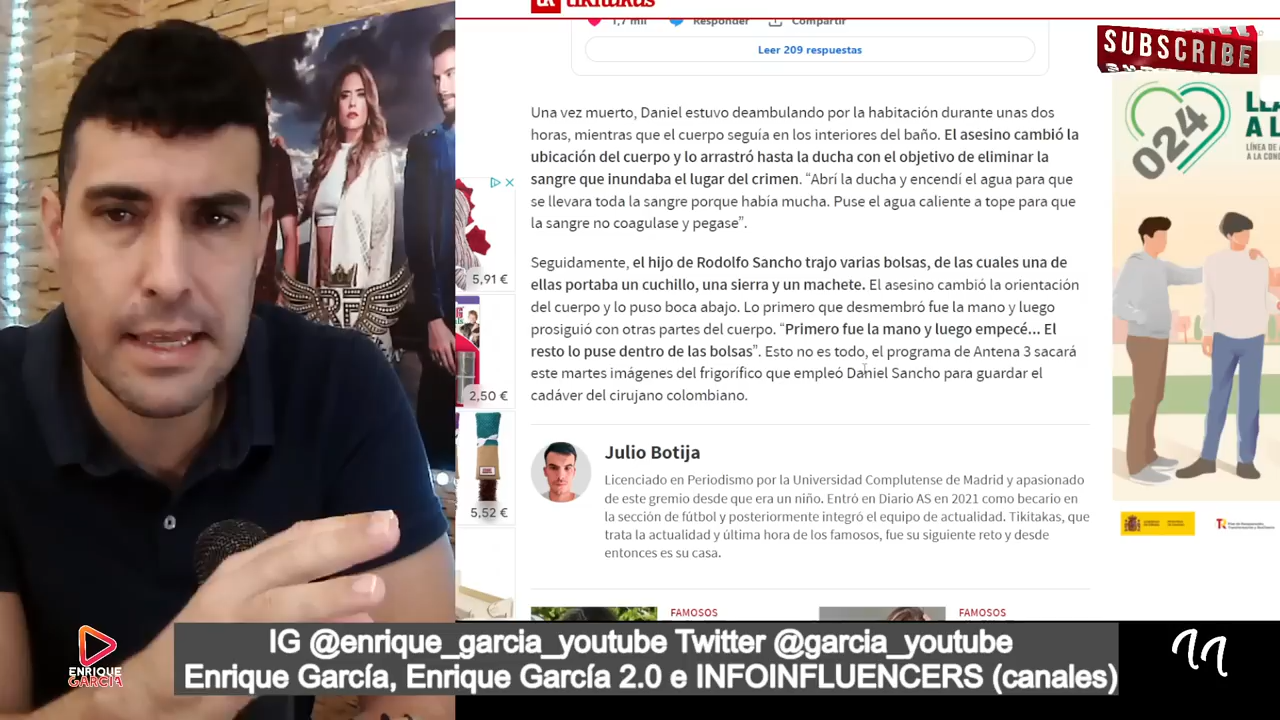 tikitakas
1,7 mil Responder Compartir
Leer 209 respuestas
SUBSCRIBE
024
Una vez muerto, Daniel estuvo deambulando por la habitación durante unas dos
horas, mientras que el cuerpo seguía en los interiores del baño. El asesino cambió la
ubicación del cuerpo y lo arrastró hasta la ducha con el objetivo de eliminar la
sangre que inundaba el lugar del crimen. “Abrí la ducha y encendí el agua para que
se llevara toda la sangre porque había mucha. Puse el agua caliente a tope para que
la sangre no coagulase y pegase”.
Seguidamente, el hijo de Rodolfo Sancho trajo varias bolsas, de las cuales una de
ellas portaba un cuchillo, una sierra y un machete. El asesino cambió la orientación
del cuerpo y lo puso boca abajo. Lo primero que desmembró fue la mano y luego
prosiguió con otras partes del cuerpo. “Primero fue la mano y luego empecé... El
resto lo puse dentro de las bolsas”. Esto no es todo, el programa de Antena 3 sacará
este martes imágenes del frigorífico que empleó Daniel Sancho para guardar el
cadáver del cirujano colombiano.
5,91 €
2,50 €
5,52 €
Julio Botija
Licenciado en Periodismo por la Universidad Complutense de Madrid y apasionado
de este gremio desde que era un niño. Entró en Diario AS en 2021 como becario en
la sección de fútbol y posteriormente integró el equipo de actualidad. Tikitakas, que
trata la actualidad y última hora de los famosos, fue su siguiente reto y desde
entonces es su casa.
FAMOSOS FAMOSOS
IG @enrique_garcia_youtube Twitter @garcia_youtube
Enrique García, Enrique García 2.0 e INFOINFLUENCERS (canales)
ENRIQUE
GARCÍA